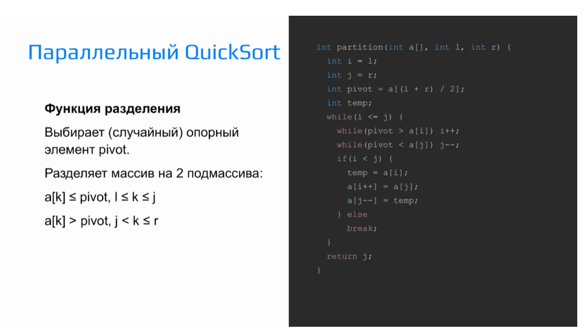 Параллельный QuickSort
Функция разделения
Выбирает (случайный) опорный
элемент pivot.
Разделяет массив на 2 подмассива:
a[k] ≤ pivot, l ≤ k ≤ j
a[k] > pivot, j < k ≤ r
int partition(int a[], int l, int r) {
int i = l;
int j = r;
int pivot = a[(l + r) / 2];
int temp;
while(i <= j) {
while(pivot > a[i]) i++;
while(pivot < a[j]) j--;
if(i < j) {
temp = a[i];
a[i++] = a[j];
a[j--] = temp;
} else
break;
}
return j;
}